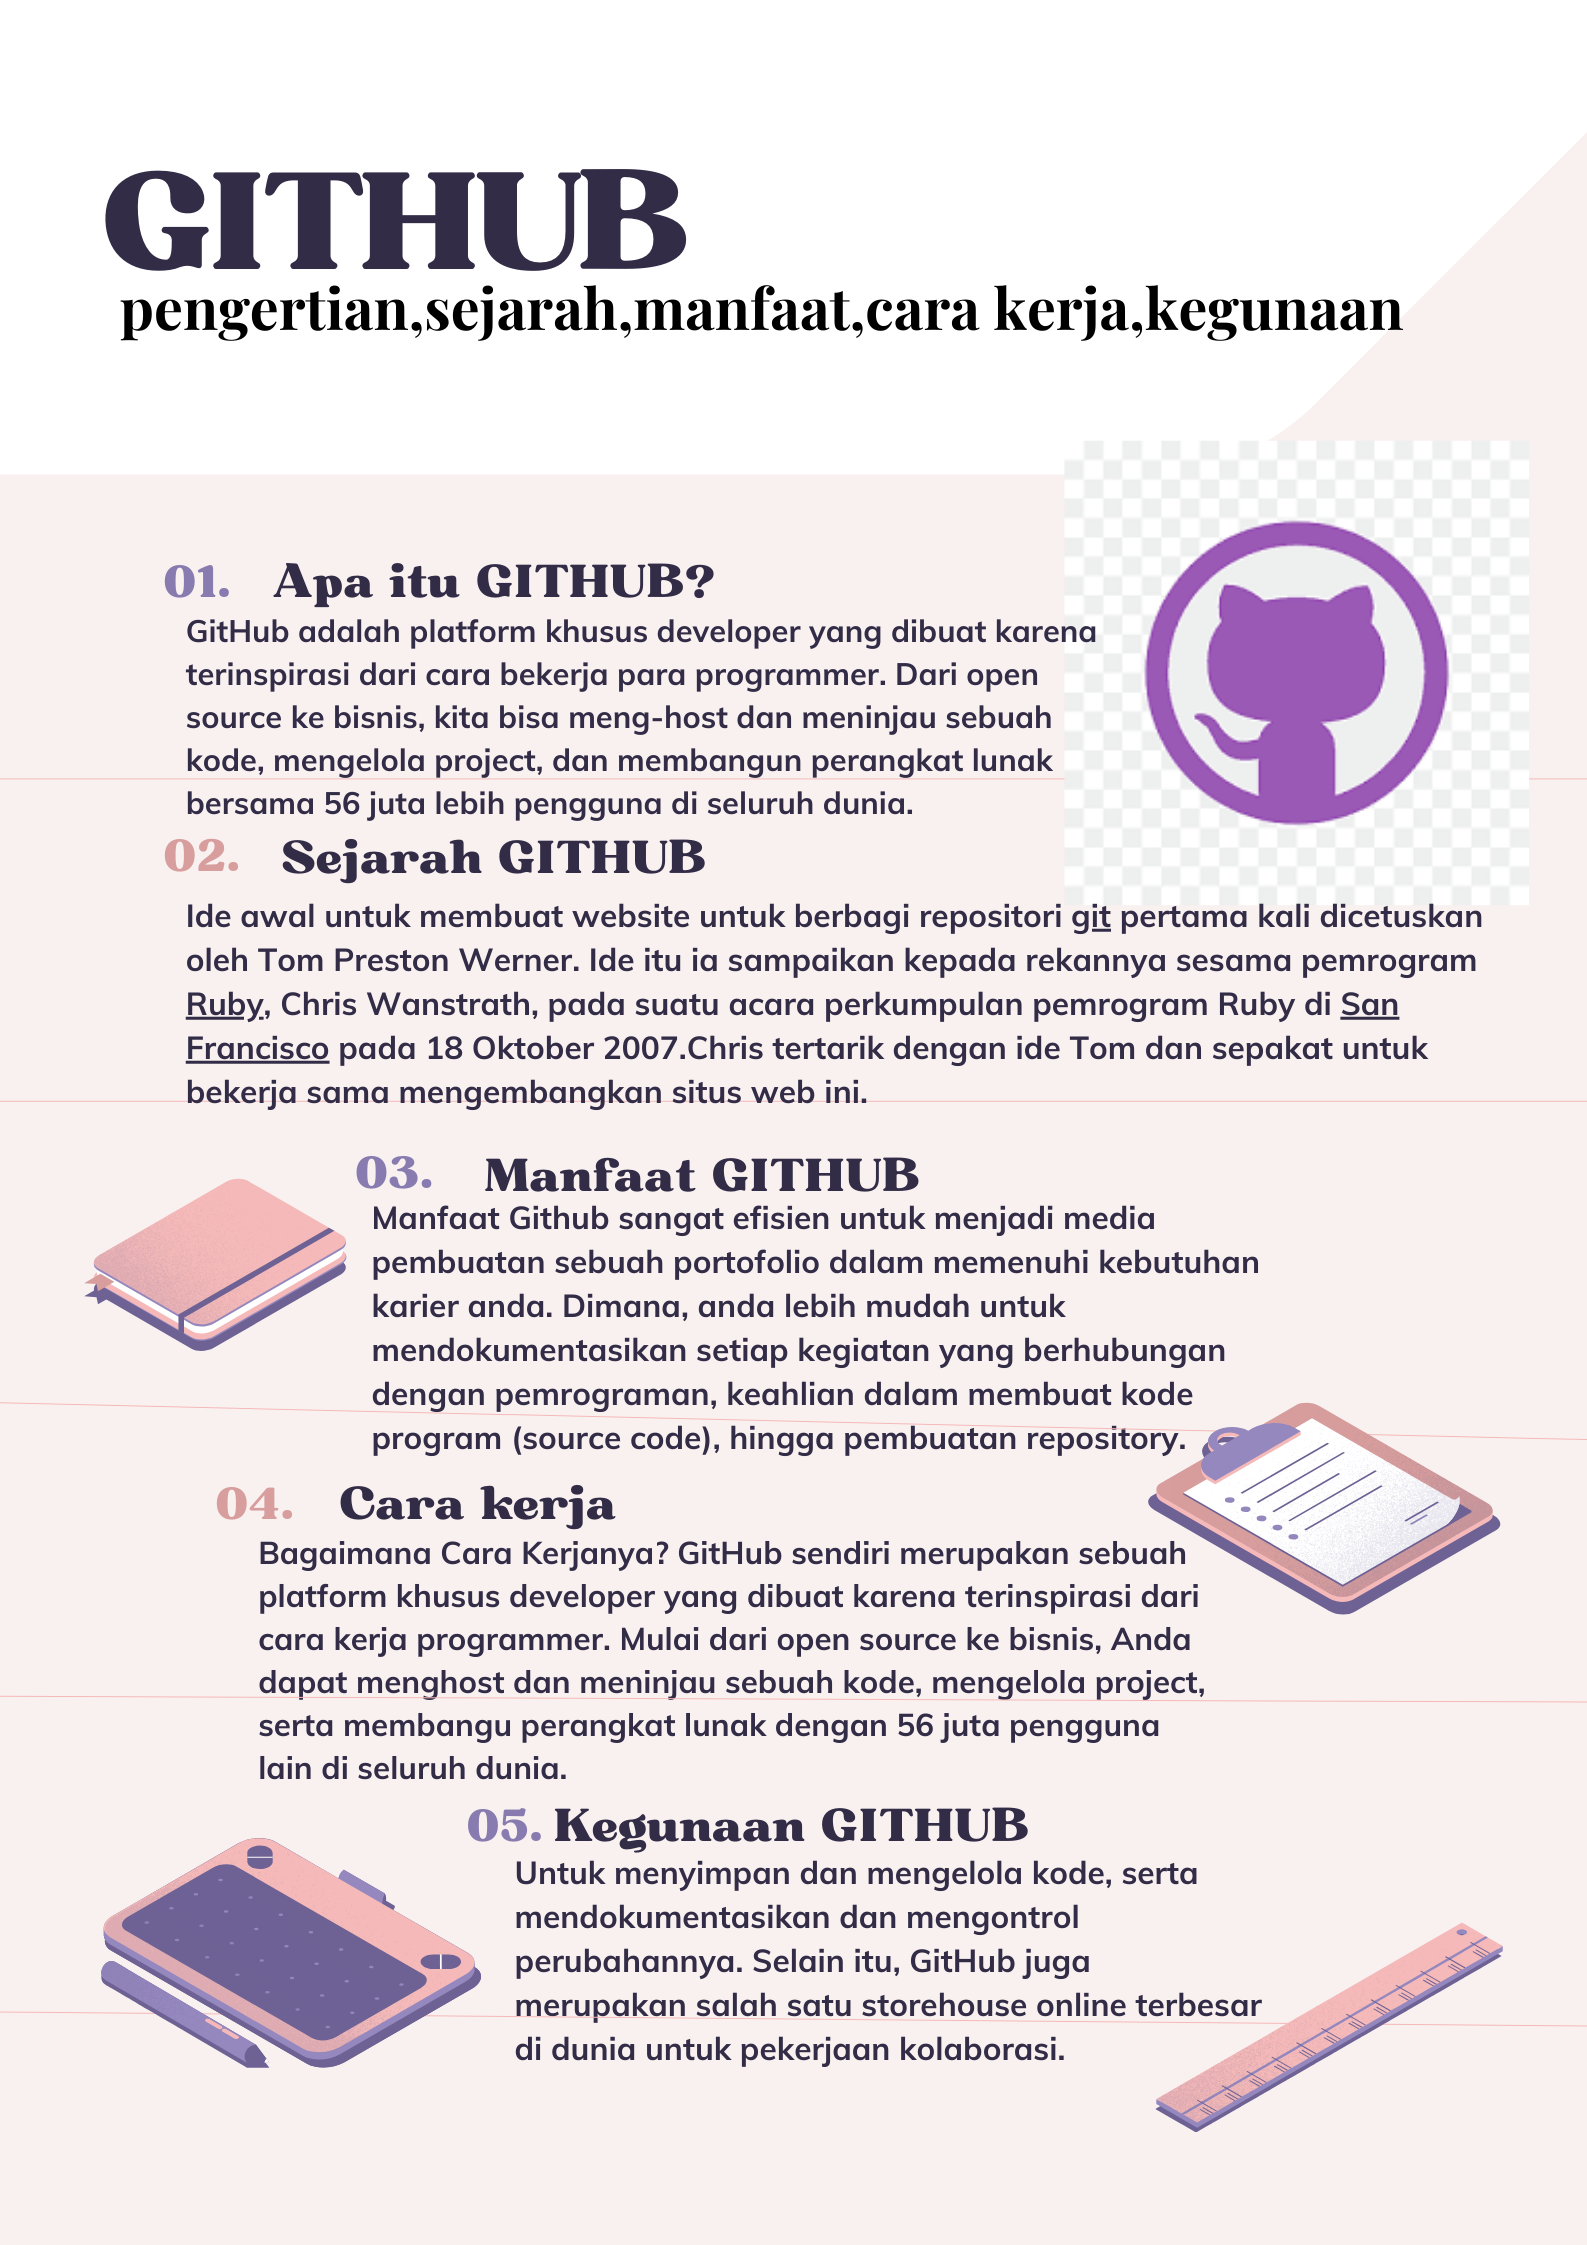 GITHUB
pengertian,sejarah,manfaat,cara kerja,kegunaan
01. Apa itu GITHUB?
GitHub adalah platform khusus developer yang dibuat karena
terinspirasi dari cara bekerja para programmer. Dari open
source ke bisnis, kita bisa meng-host dan meninjau sebuah
kode, mengelola project, dan membangun perangkat lunak
bersama 56 juta lebih pengguna di seluruh dunia.
02. Sejarah GITHUB
Ide awal untuk membuat website untuk berbagi repositori git pertama kali dicetuskan
oleh Tom Preston Werner. Ide itu ia sampaikan kepada rekannya sesama pemrogram
Ruby, Chris Wanstrath, pada suatu acara perkumpulan pemrogram Ruby di San
Francisco pada 18 Oktober 2007.Chris tertarik dengan ide Tom dan sepakat untuk
bekerja sama mengembangkan situs web ini.
03. Manfaat GITHUB
Manfaat Github sangat efisien untuk menjadi media
pembuatan sebuah portofolio dalam memenuhi kebutuhan
karier anda. Dimana, anda lebih mudah untuk
mendokumentasikan setiap kegiatan yang berhubungan
dengan pemrograman, keahlian dalam membuat kode
program (source code), hingga pembuatan repository.
04. Cara kerja
Bagaimana Cara Kerjanya? GitHub sendiri merupakan sebuah
platform khusus developer yang dibuat karena terinspirasi dari
cara kerja programmer. Mulai dari open source ke bisnis, Anda
dapat menghost dan meninjau sebuah kode, mengelola project,
serta membangu perangkat lunak dengan 56 juta pengguna
lain di seluruh dunia.
05. Kegunaan GITHUB
Untuk menyimpan dan mengelola kode, serta
mendokumentasikan dan mengontrol
perubahannya. Selain itu, GitHub juga
merupakan salah satu storehouse online terbesar
di dunia untuk pekerjaan kolaborasi.